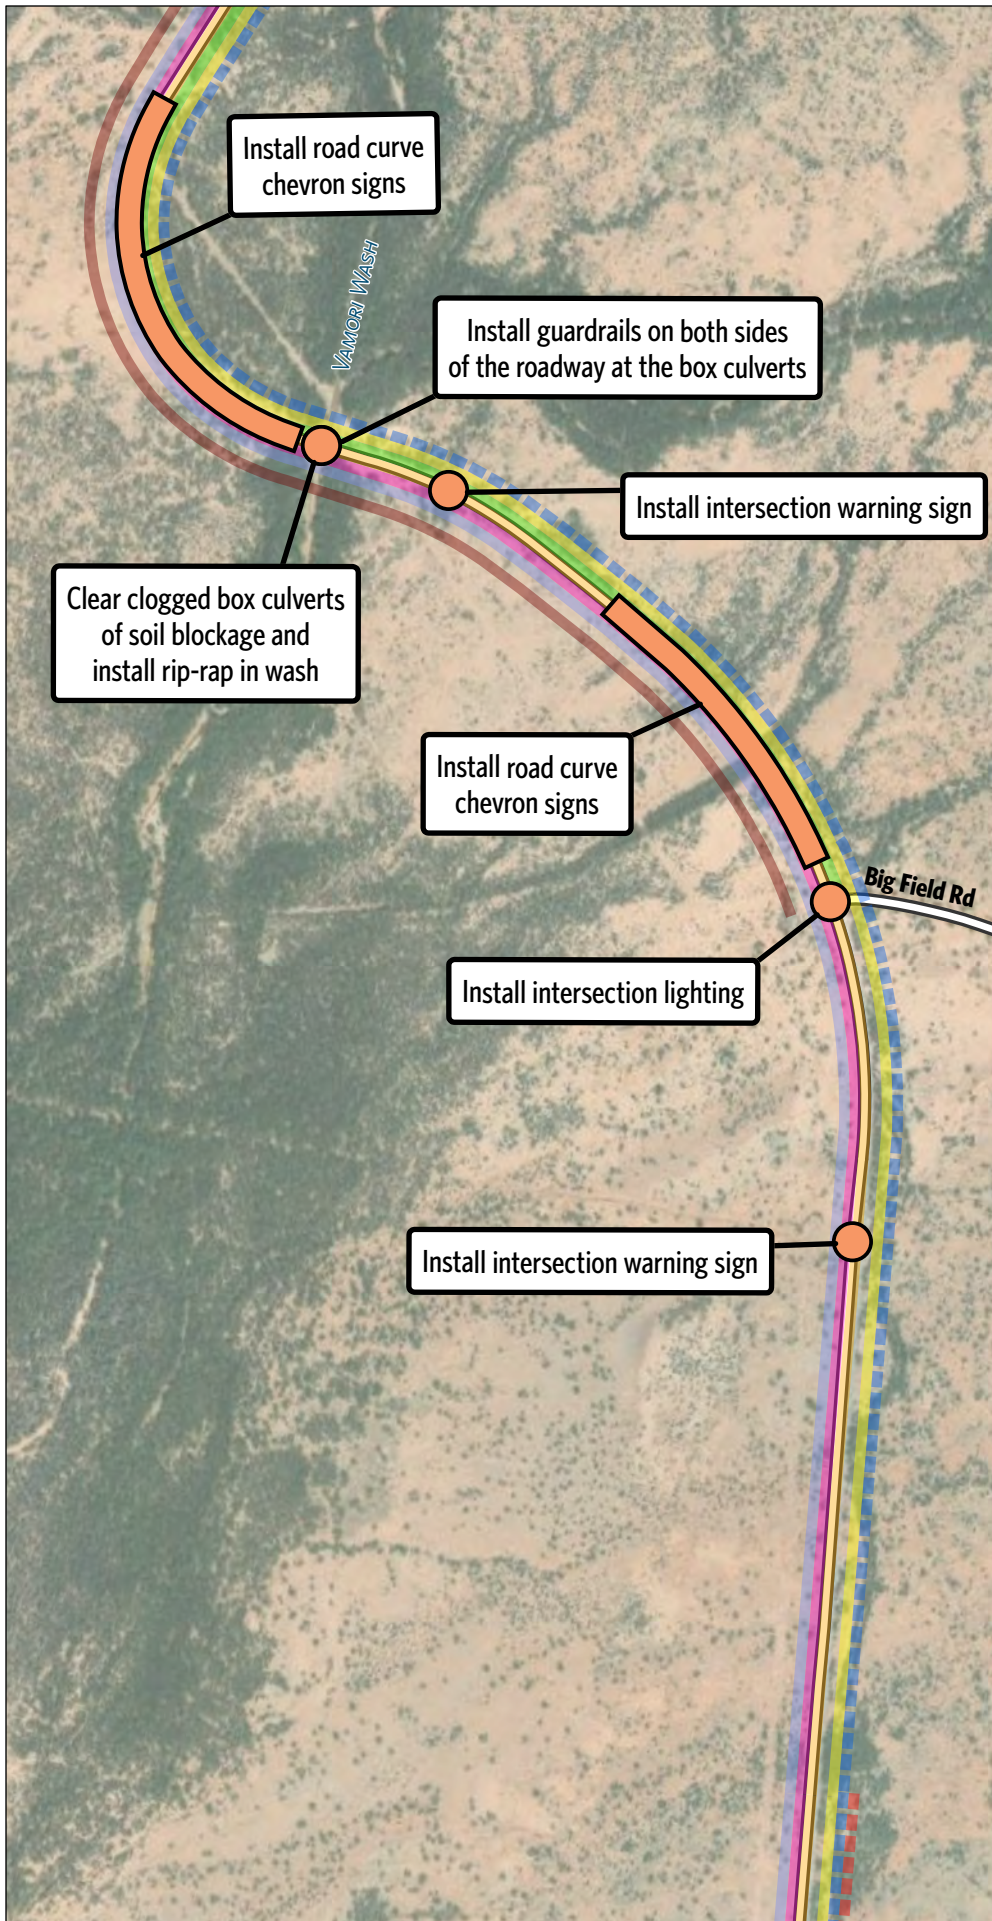 Install road curve
chevron signs
VAMORI WASH
Install guardrails on both sides
of the roadway at the box culverts
Install intersection warning sign
Clear clogged box culverts
of soil blockage and
install rip-rap in wash
Install road curve
chevron signs
Big Field Rd
Install intersection lighting
Install intersection warning sign